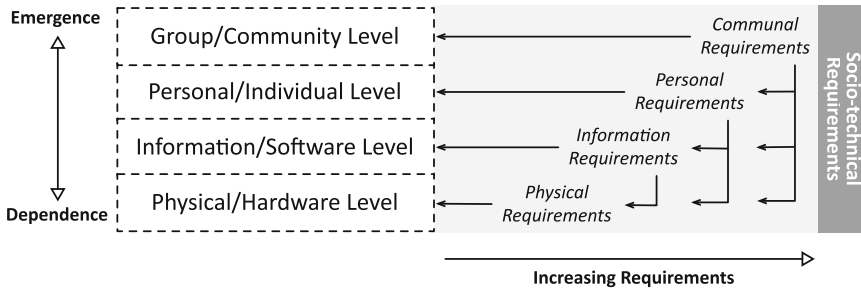 Emergence
Group/Community Level
Communal
Requirements
Personal/Individual Level
Personal
Requirements
Information/Software Level
Information
Requirements
Physical/Hardware Level
Physical
Requirements
Dependence
Socio-technical
Requirements
Increasing Requirements